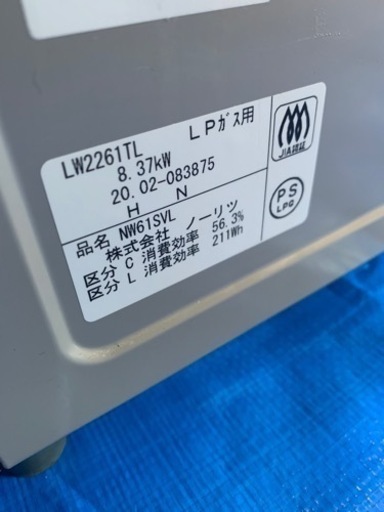 LW2261TL LPガス用
8.37kW
20.02-083875
H N
品名 NW61SVL
株式会社 ノーリツ
区分 C 消費効率 56.3%
区分 L 消費効率 211Wh
JIA認証
PS
LPG